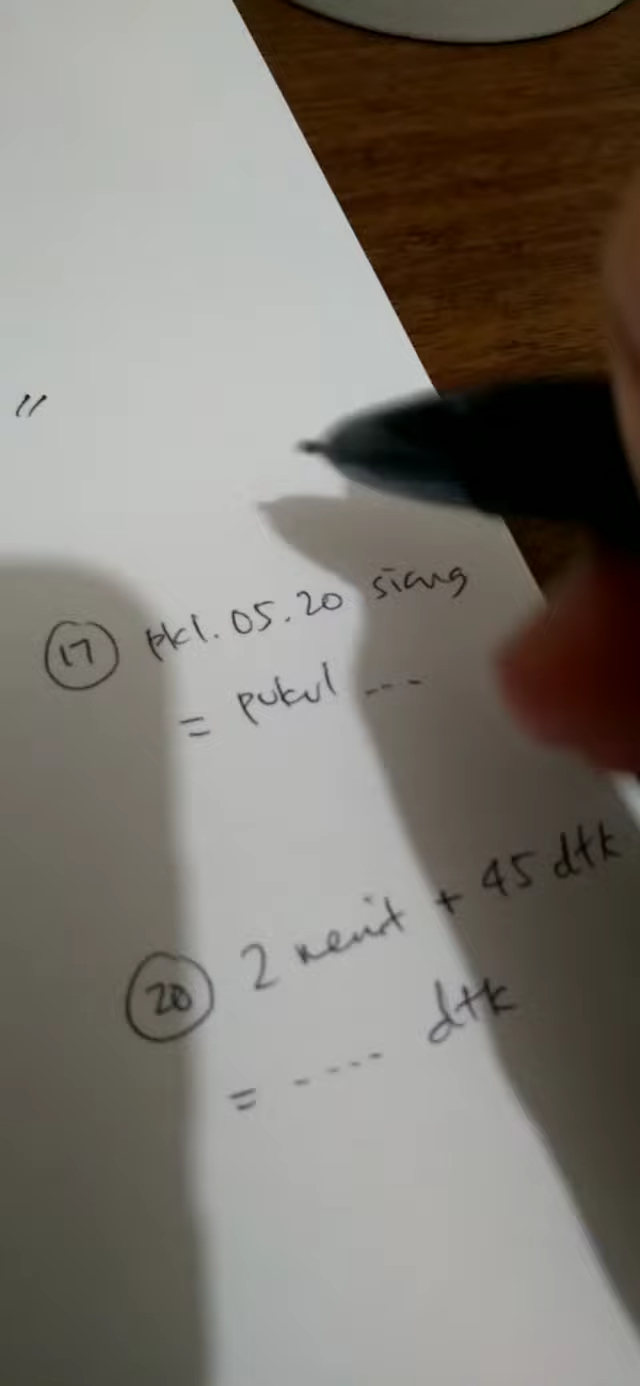 "
17 pkl. 05.20 siang
= pukul ---
20 2 menit + 45 dtk
= ---- dtk